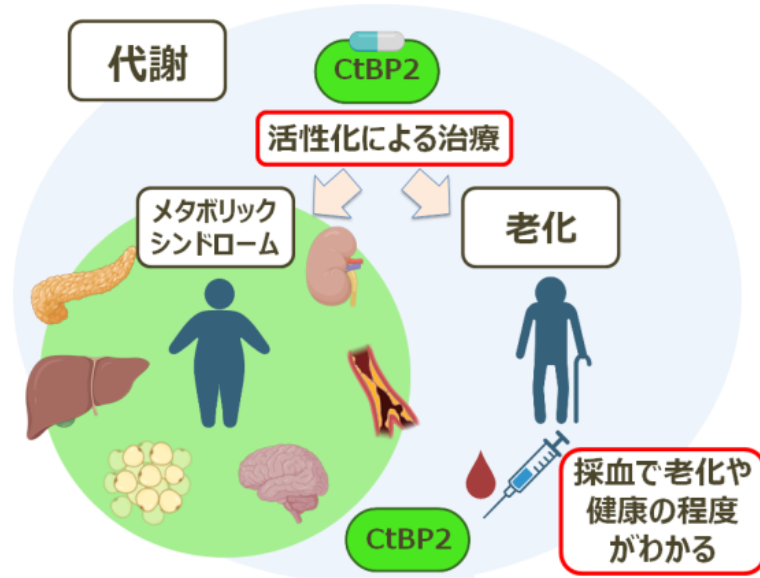 代謝
CtBP2
活性化による治療
メタボリック
シンドローム
老化
採血で老化や
健康の程度
がわかる
CtBP2